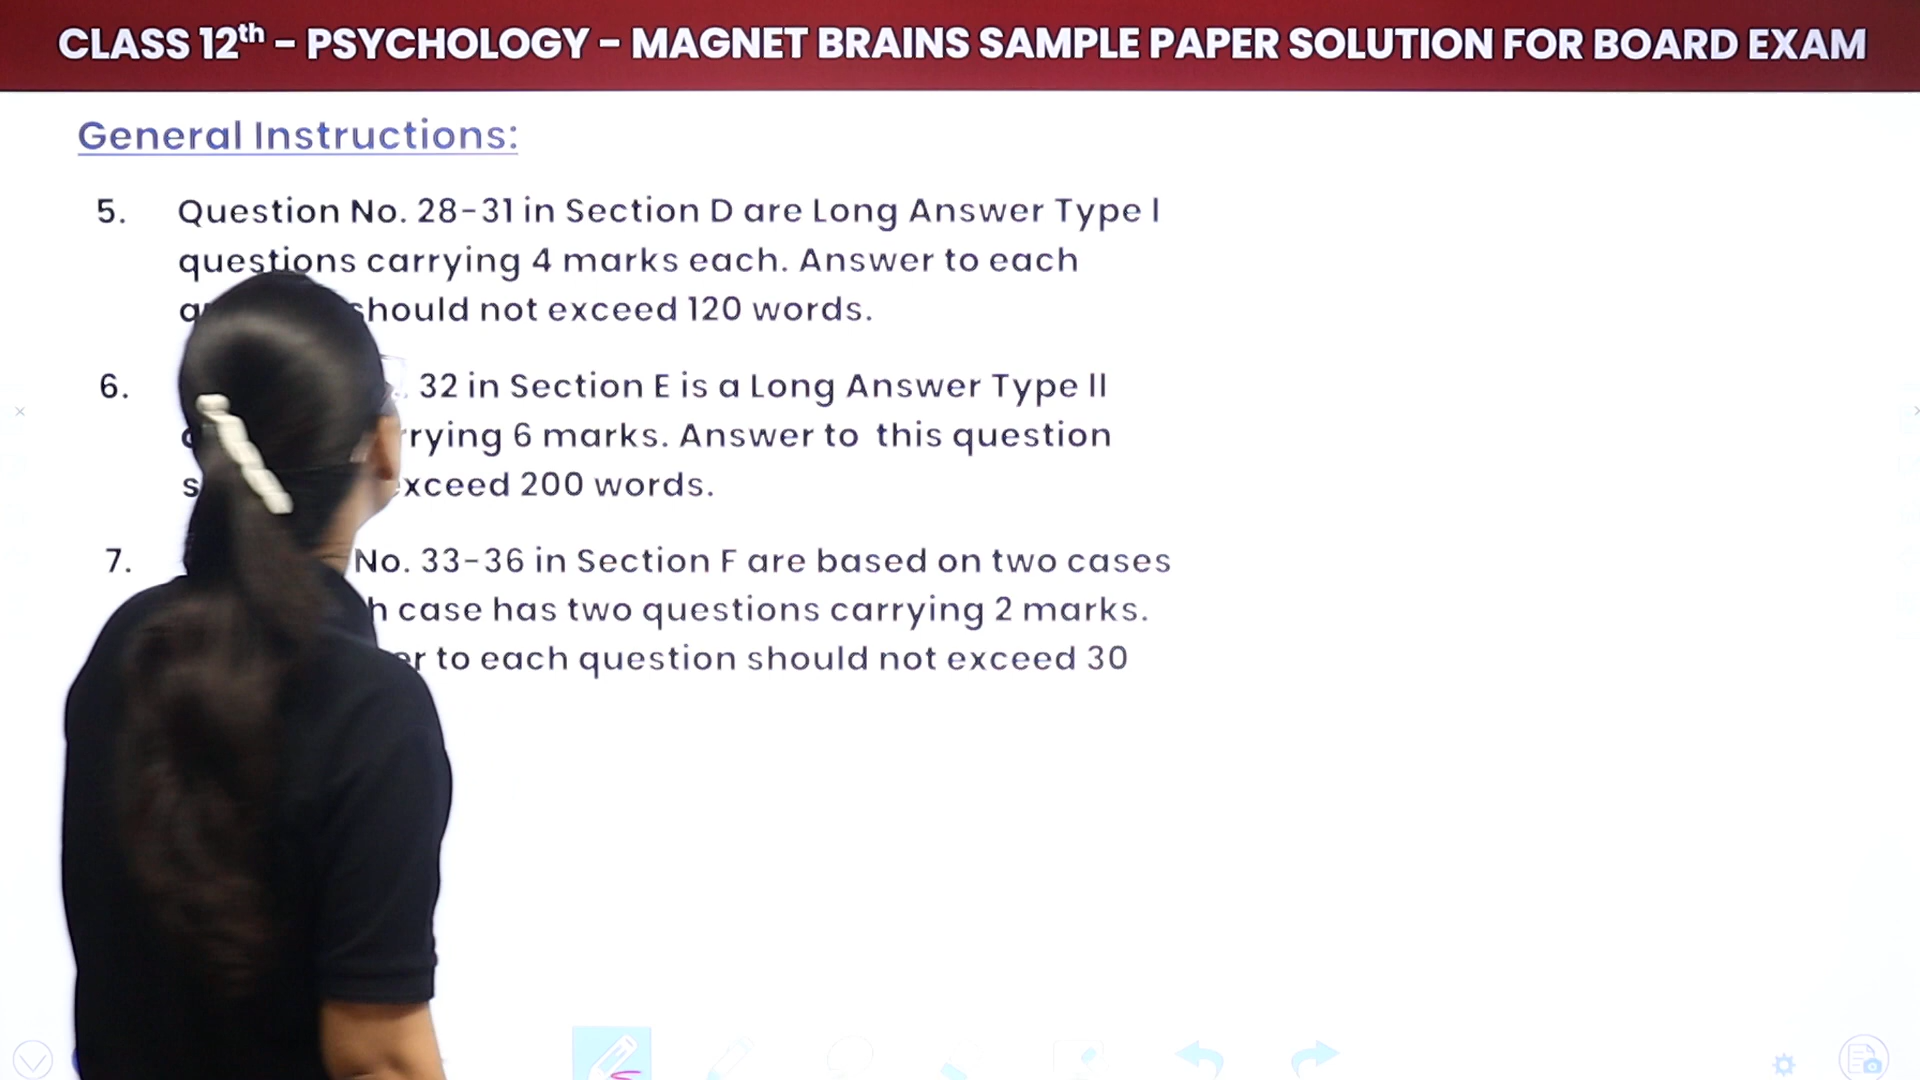 CLASS 12th – PSYCHOLOGY – MAGNET BRAINS SAMPLE PAPER SOLUTION FOR BOARD EXAM
General Instructions:
5. Question No. 28-31 in Section D are Long Answer Type I
questions carrying 4 marks each. Answer to each
should not exceed 120 words.
6. 32 in Section E is a Long Answer Type II
6 marks. Answer to this question
200 words.
7. No. 33-36 in Section F are based on two cases
case has two questions carrying 2 marks.
to each question should not exceed 30